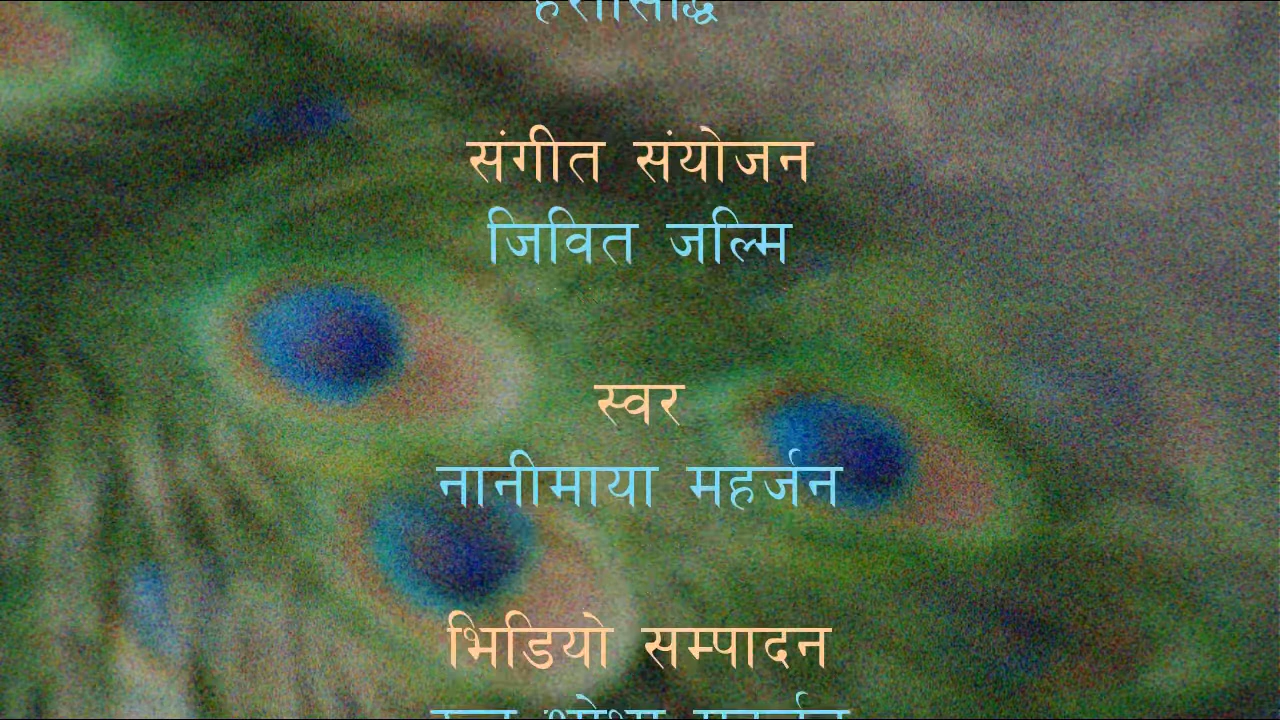 संगीत संयोजन
जिवित जल्मि
स्वर
नानीमाया महर्जन
भिडियो सम्पादन